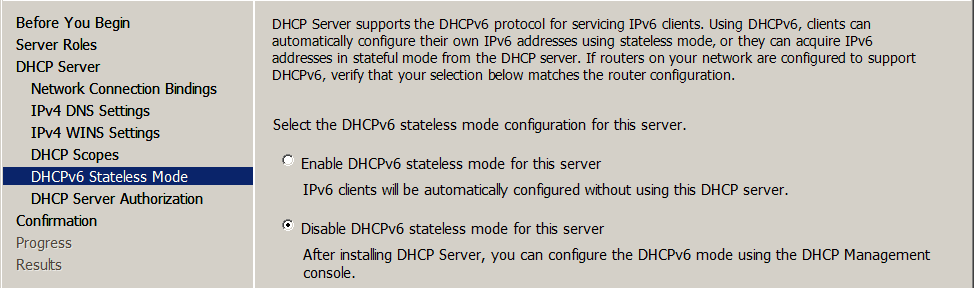 Before You Begin
Server Roles
DHCP Server
Network Connection Bindings
IPv4 DNS Settings
IPv4 WINS Settings
DHCP Scopes
DHCPv6 Stateless Mode
DHCP Server Authorization
Confirmation
Progress
Results
DHCP Server supports the DHCPv6 protocol for servicing IPv6 clients. Using DHCPv6, clients can
automatically configure their own IPv6 addresses using stateless mode, or they can acquire IPv6
addresses in stateful mode from the DHCP server. If routers on your network are configured to support
DHCPv6, verify that your selection below matches the router configuration.
Select the DHCPv6 stateless mode configuration for this server.
Enable DHCPv6 stateless mode for this server
IPv6 clients will be automatically configured without using this DHCP server.
Disable DHCPv6 stateless mode for this server
After installing DHCP Server, you can configure the DHCPv6 mode using the DHCP Management
console.